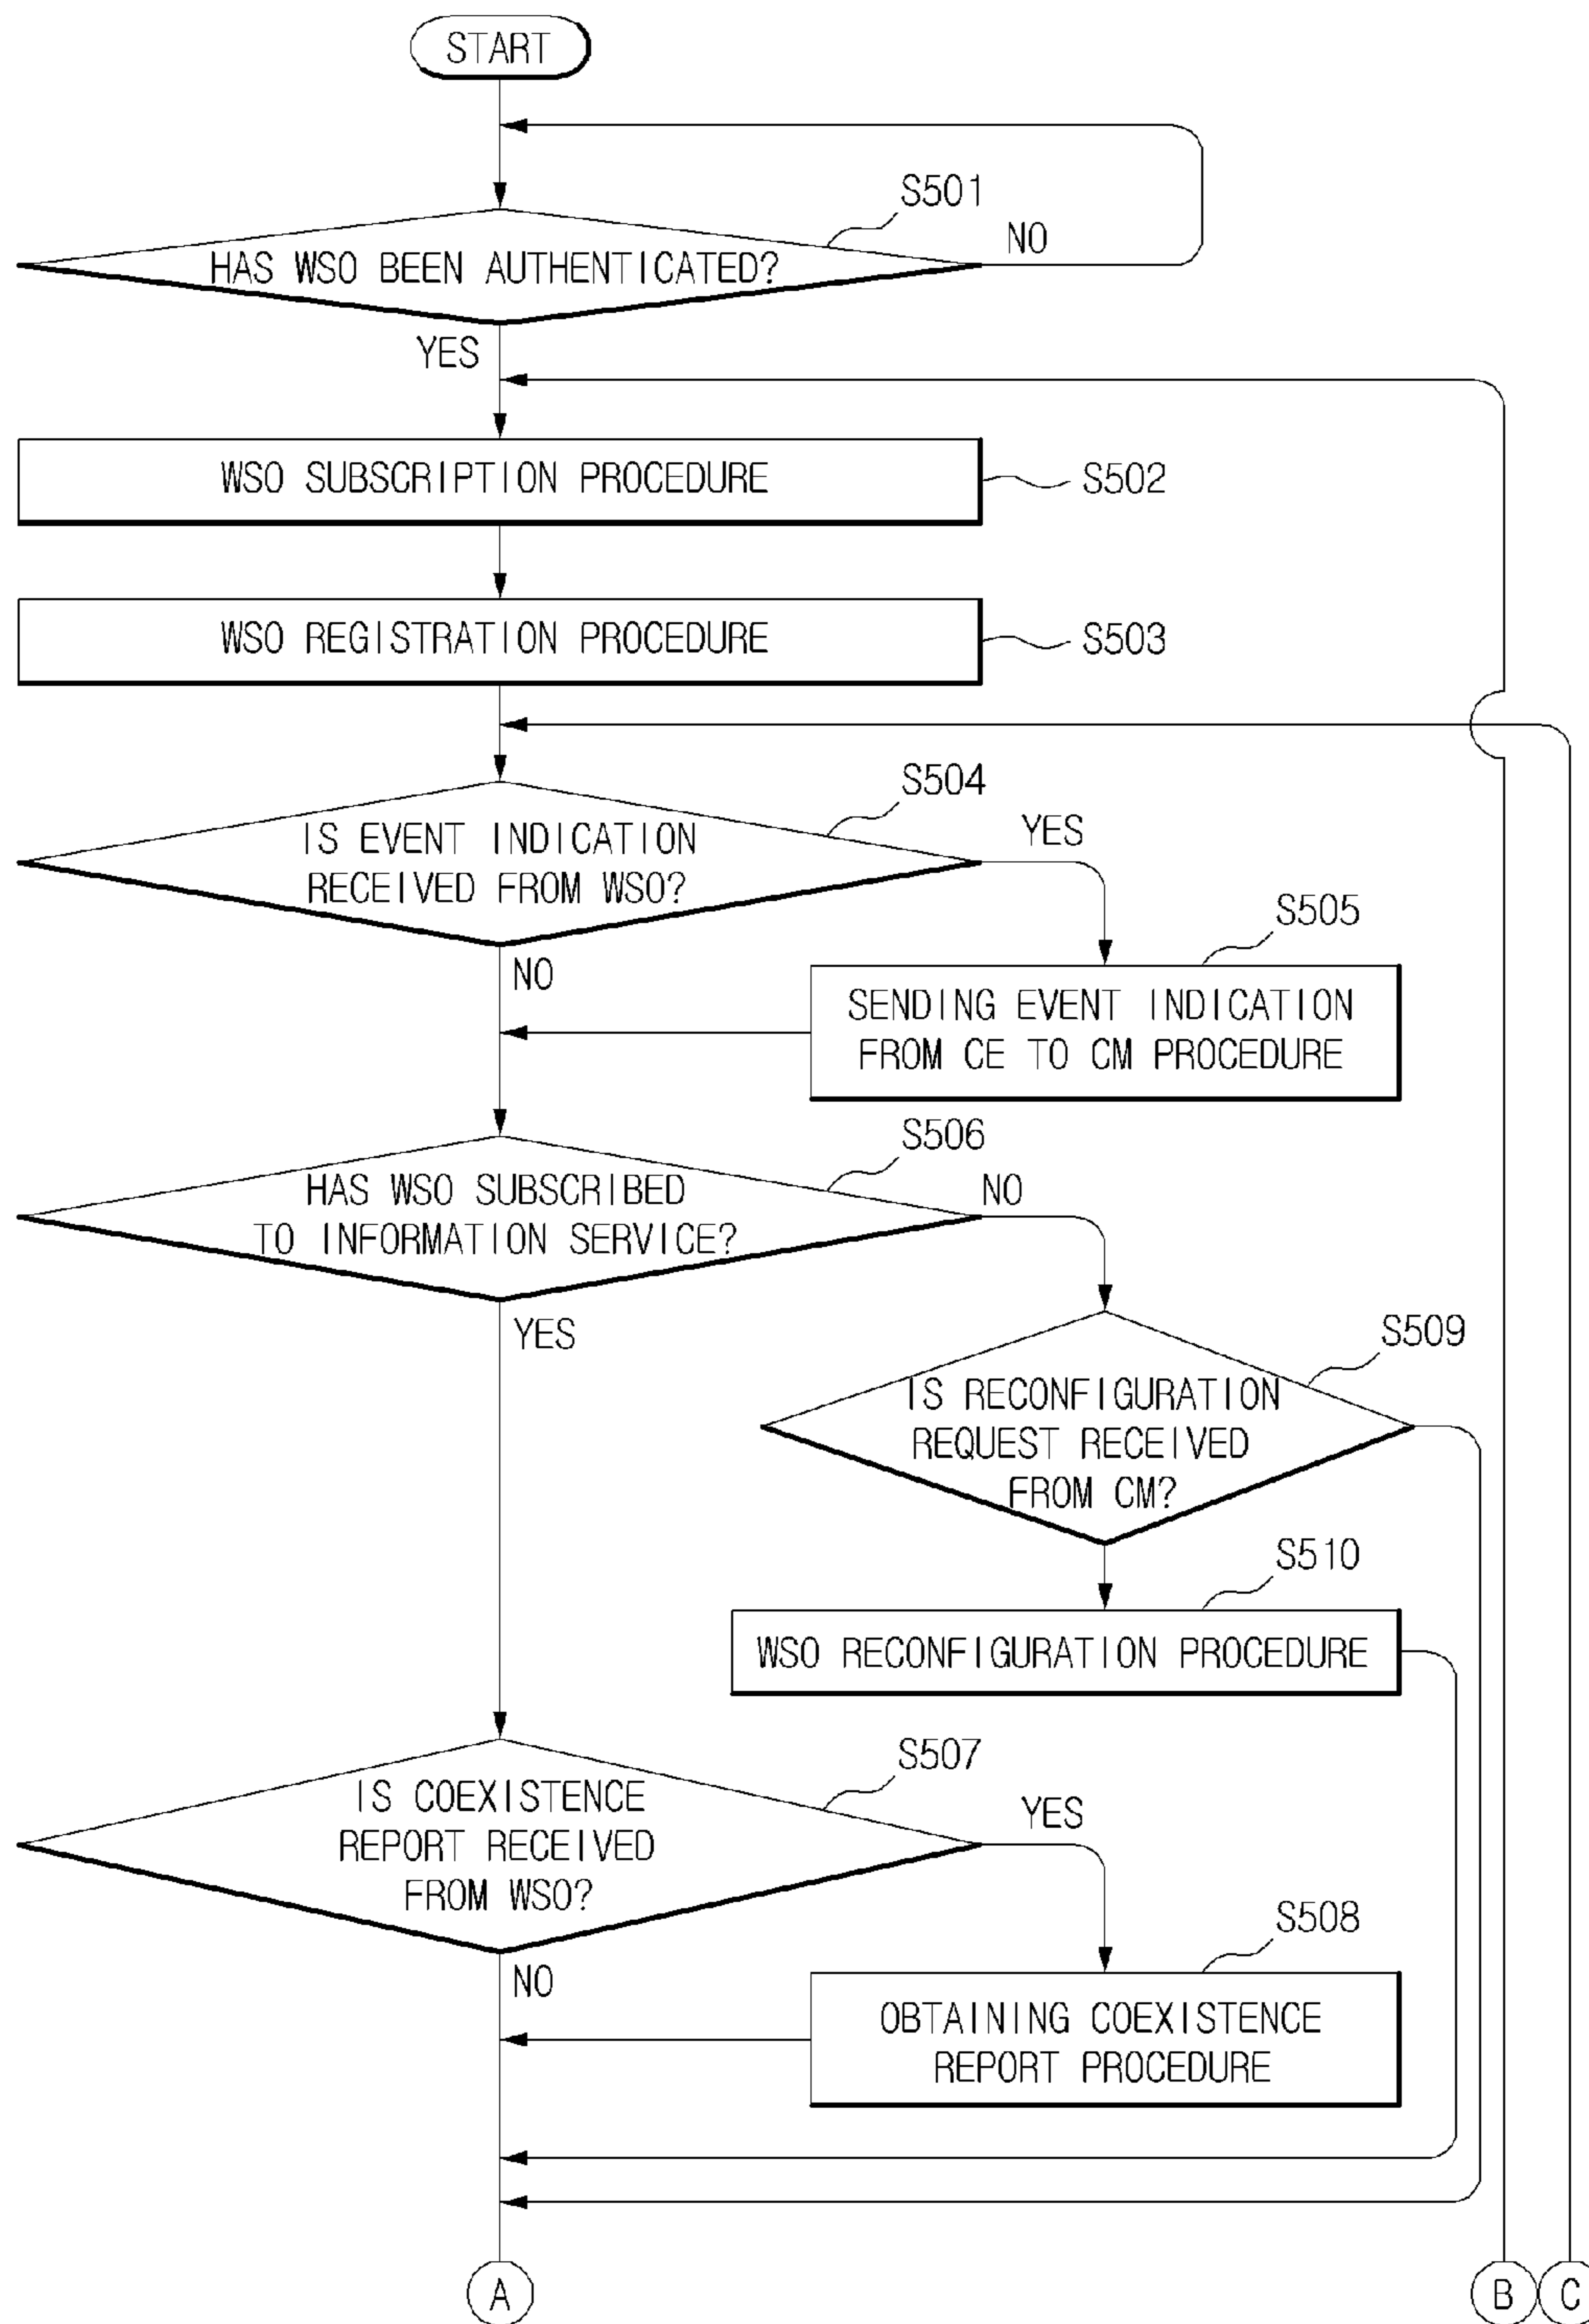 START
S501
NO
HAS WSO BEEN AUTHENTICATED?
YES
WSO SUBSCRIPTION PROCEDURE
S502
WSO REGISTRATION PROCEDURE
S503
S504
IS EVENT INDICATION
RECEIVED FROM WSO?
YES
S505
NO
SENDING EVENT INDICATION
FROM CE TO CM PROCEDURE
S506
HAS WSO SUBSCRIBED
TO INFORMATION SERVICE?
NO
YES
S509
IS RECONFIGURATION
REQUEST RECEIVED
FROM CM?
S510
WSO RECONFIGURATION PROCEDURE
S507
IS COEXISTENCE
REPORT RECEIVED
FROM WSO?
YES
S508
NO
OBTAINING COEXISTENCE
REPORT PROCEDURE
A
B
C